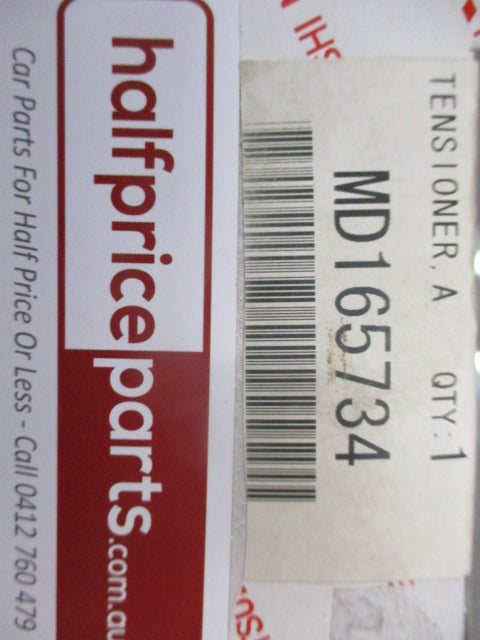 TENSIONER, A QTY:1
MD165734
halfpriceparts.com.au
Car Parts For Half Price Or Less - Call 0412 760 479